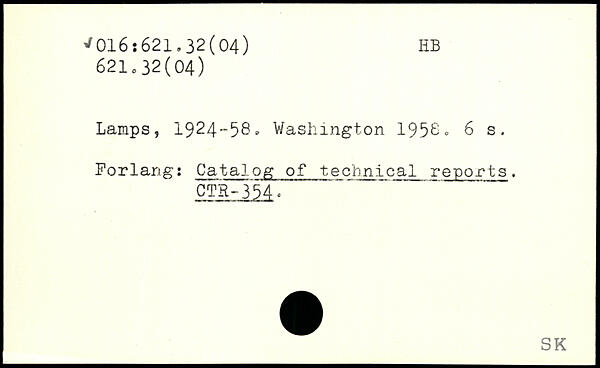 ✓016:621.32(04) HB
621.32(04)
Lamps, 1924-58. Washington 1958. 6 s.
Forlang: Catalog of technical reports.
CTR-354.
SK